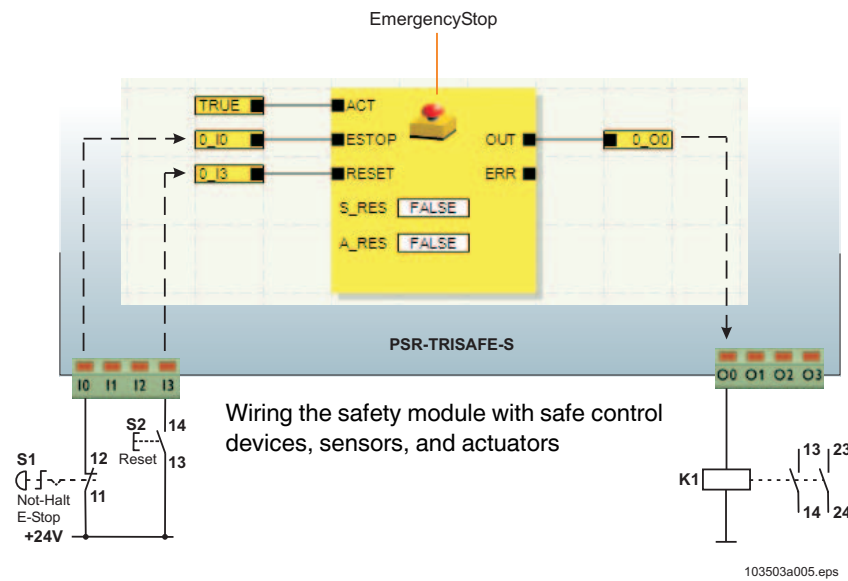 EmergencyStop
TRUE ACT
0_I0 ESTOP OUT 0_O0
0_I3 RESET ERR
S_RES FALSE
A_RES FALSE
PSR-TRISAFE-S
I0 I1 I2 I3
O0 O1 O2 O3
Wiring the safety module with safe control
devices, sensors, and actuators
S2 14
Reset 13
S1 12
11
Not-Halt
E-Stop
+24V
K1
13 23
14 24
103503a005.eps